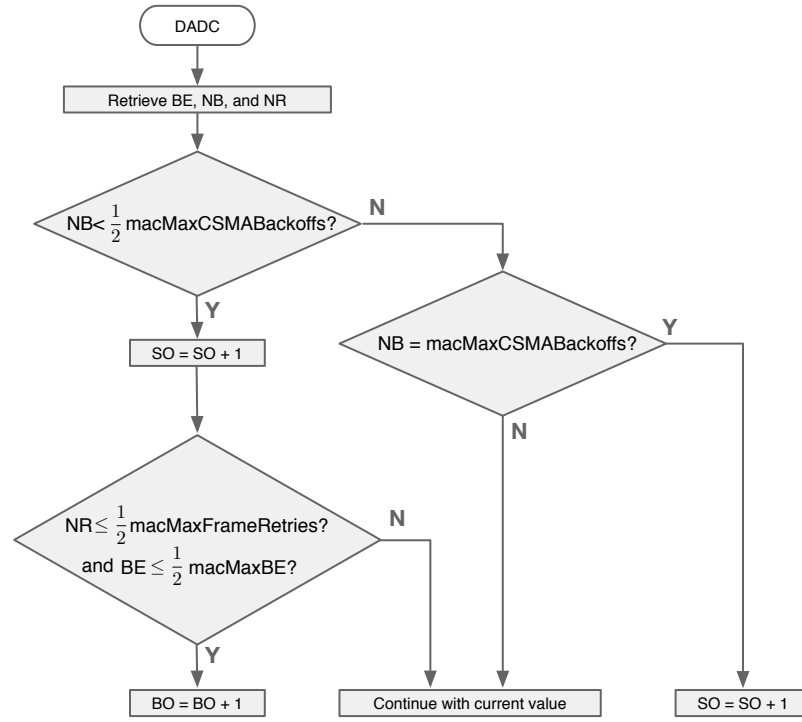 DADC
Retrieve BE, NB, and NR
NB< 1/2 macMaxCSMABackoffs?
N
Y
SO = SO + 1
NB = macMaxCSMABackoffs?
Y
N
NR ≤ 1/2 macMaxFrameRetries?
and BE ≤ 1/2 macMaxBE?
N
Y
BO = BO + 1
Continue with current value
SO = SO + 1